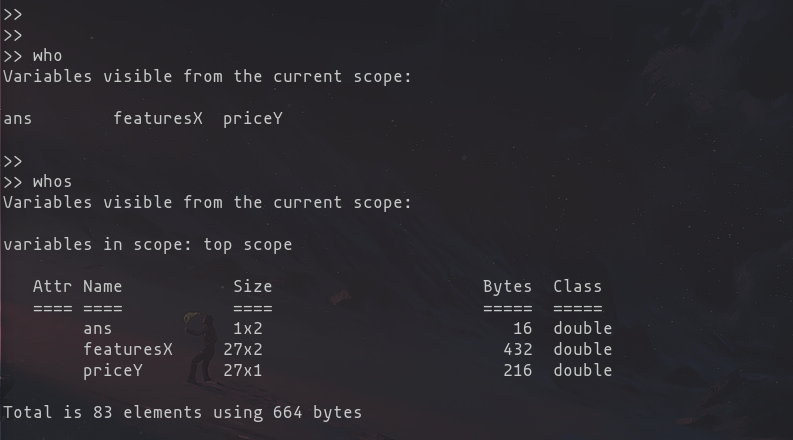 >>
>>
>> who
Variables visible from the current scope:
ans        featuresX  priceY
>>
>> whos
Variables visible from the current scope:
variables in scope: top scope
   Attr Name           Size                     Bytes  Class
   ==== ====           ====                     =====  =====
        ans            1x2                         16  double
        featuresX     27x2                        432  double
        priceY        27x1                        216  double
Total is 83 elements using 664 bytes